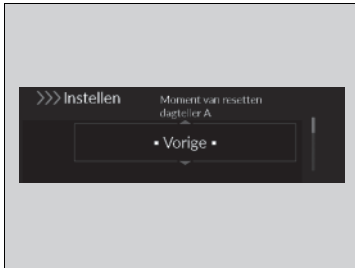 >>> Instellen
Moment van resetten
dagteller A
▪ Vorige ▪